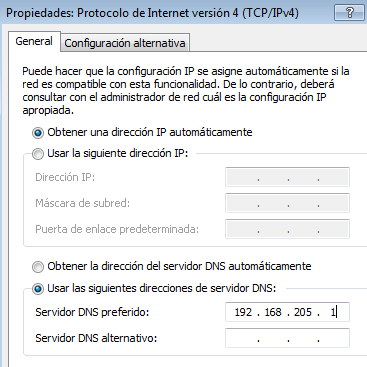 Propiedades: Protocolo de Internet versión 4 (TCP/IPv4)
?
General
Configuración alternativa
Puede hacer que la configuración IP se asigne automáticamente si la
red es compatible con esta funcionalidad. De lo contrario, deberá
consultar con el administrador de red cuál es la configuración IP
apropiada.
Obtener una dirección IP automáticamente
Usar la siguiente dirección IP:
Dirección IP: . . .
Máscara de subred: . . .
Puerta de enlace predeterminada: . . .
Obtener la dirección del servidor DNS automáticamente
Usar las siguientes direcciones de servidor DNS:
Servidor DNS preferido: 192 . 168 . 205 . 1
Servidor DNS alternativo: . . .